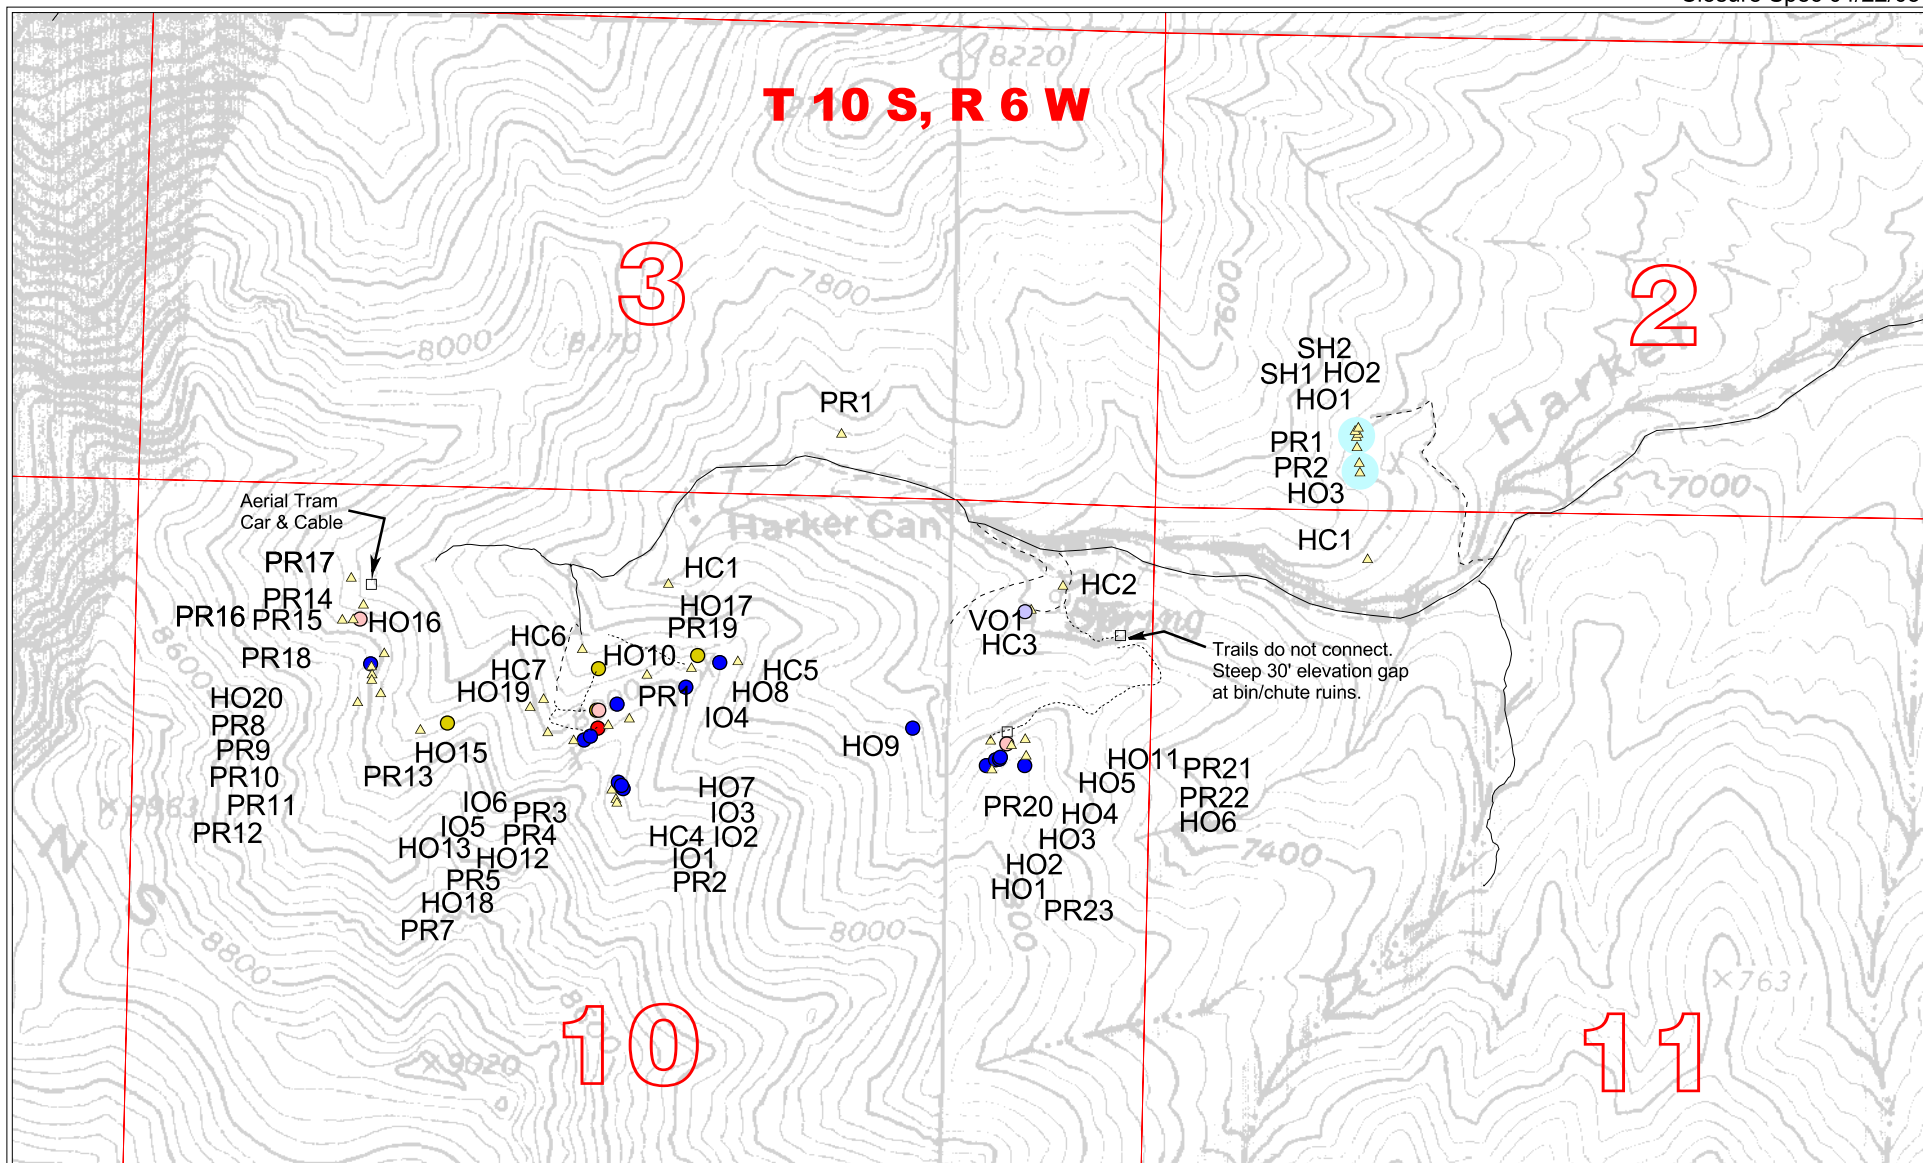 T 10 S, R 6 W
8220
3
2
7800
7600
8000
8170
Harker
SH2
SH1 HO2
HO1
PR1
PR1
PR2
HO3
7000
HC1
Aerial Tram
Car & Cable
Harker Can
PR17
PR14
PR16 PR15
HO16
PR18
HO20
PR8
PR9
PR10
PR11
PR12
8600
HC1
HO17
PR19
HC6
HO10
HC7
HO19
PR1
HC5
HO8
IO4
HC2
VO1
HC3
Trails do not connect.
Steep 30' elevation gap
at bin/chute ruins.
HO15
PR13
HO9
IO6 PR3
IO5 PR4
HO13 HO12
PR5
HO18
PR7
HO7
IO3
HC4 IO2
IO1
PR2
HO11 PR21
HO5 PR22
PR20 HO4 HO6
HO3
HO2
HO1
PR23
7400
N
S
8800
8000
X 9020
X 763
10
11